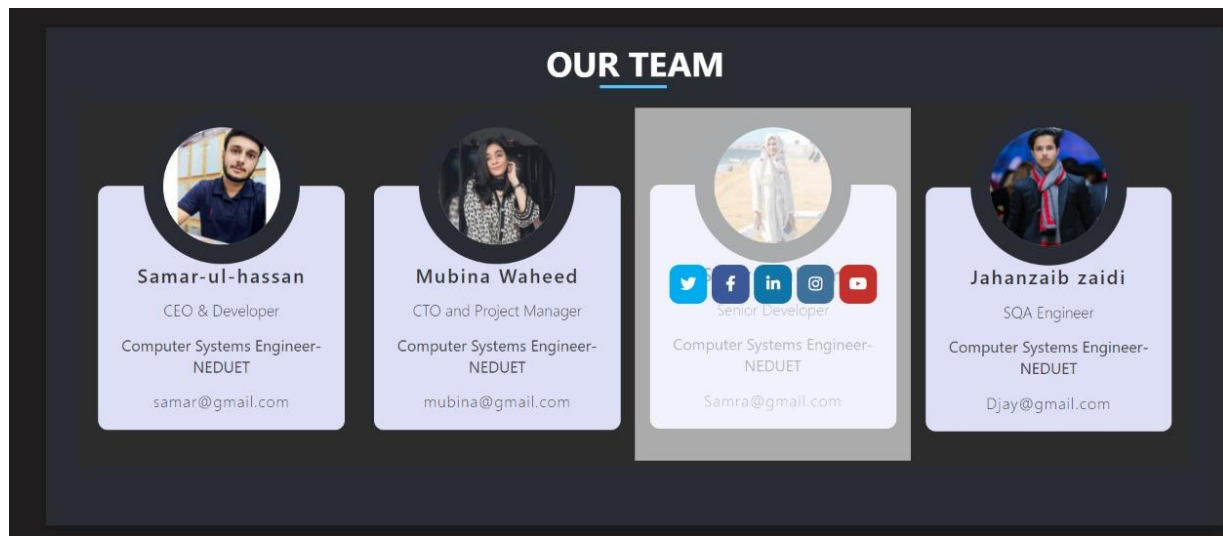 OUR TEAM
Samar-ul-hassan
CEO & Developer
Computer Systems Engineer-
NEDUET
samar@gmail.com
Mubina Waheed
CTO and Project Manager
Computer Systems Engineer-
NEDUET
mubina@gmail.com
Senior Developer
Computer Systems Engineer-
NEDUET
Samra@gmail.com
Jahanzaib zaidi
SQA Engineer
Computer Systems Engineer-
NEDUET
Djay@gmail.com